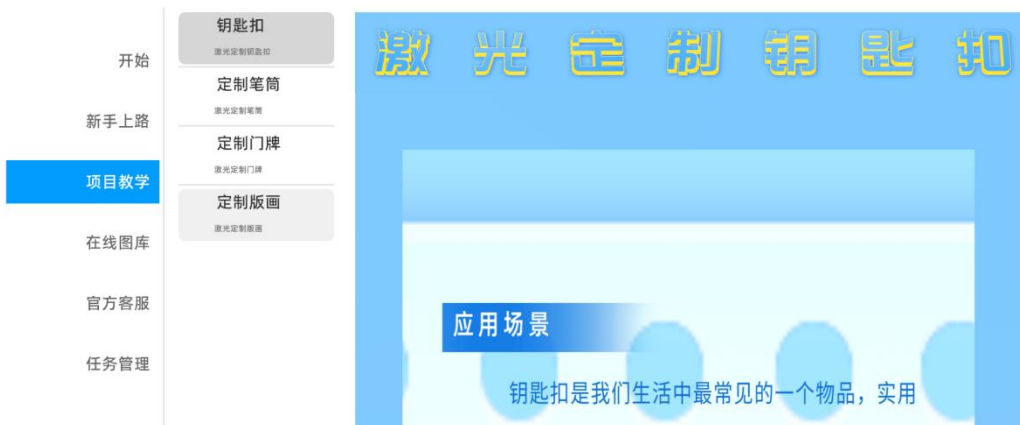 开始
新手上路
项目教学
在线图库
官方客服
任务管理
钥匙扣
激光定制钥匙扣
定制笔筒
激光定制笔筒
定制门牌
激光定制门牌
定制版画
激光定制版画
激光定制钥匙扣
应用场景
钥匙扣是我们生活中最常见的一个物品，实用